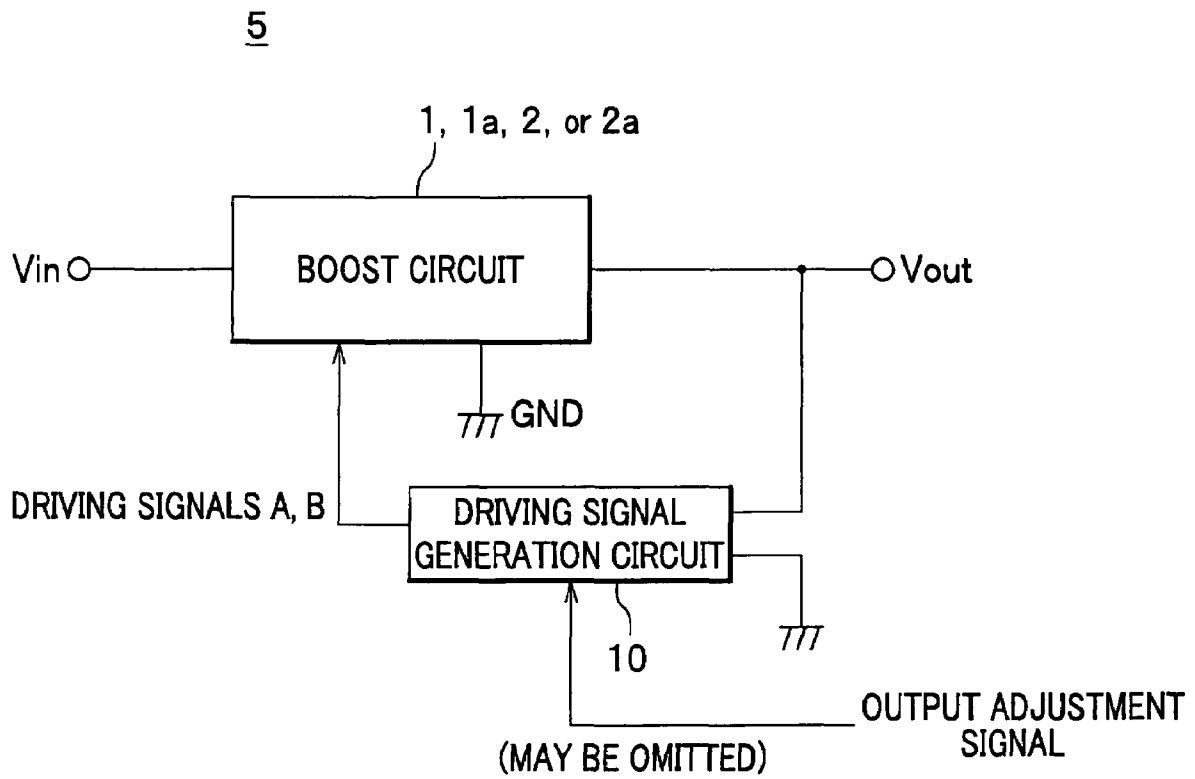 5
1, 1a, 2, or 2a
Vin
BOOST CIRCUIT
Vout
GND
DRIVING SIGNALS A, B
DRIVING SIGNAL
GENERATION CIRCUIT
10
OUTPUT ADJUSTMENT
SIGNAL
(MAY BE OMITTED)